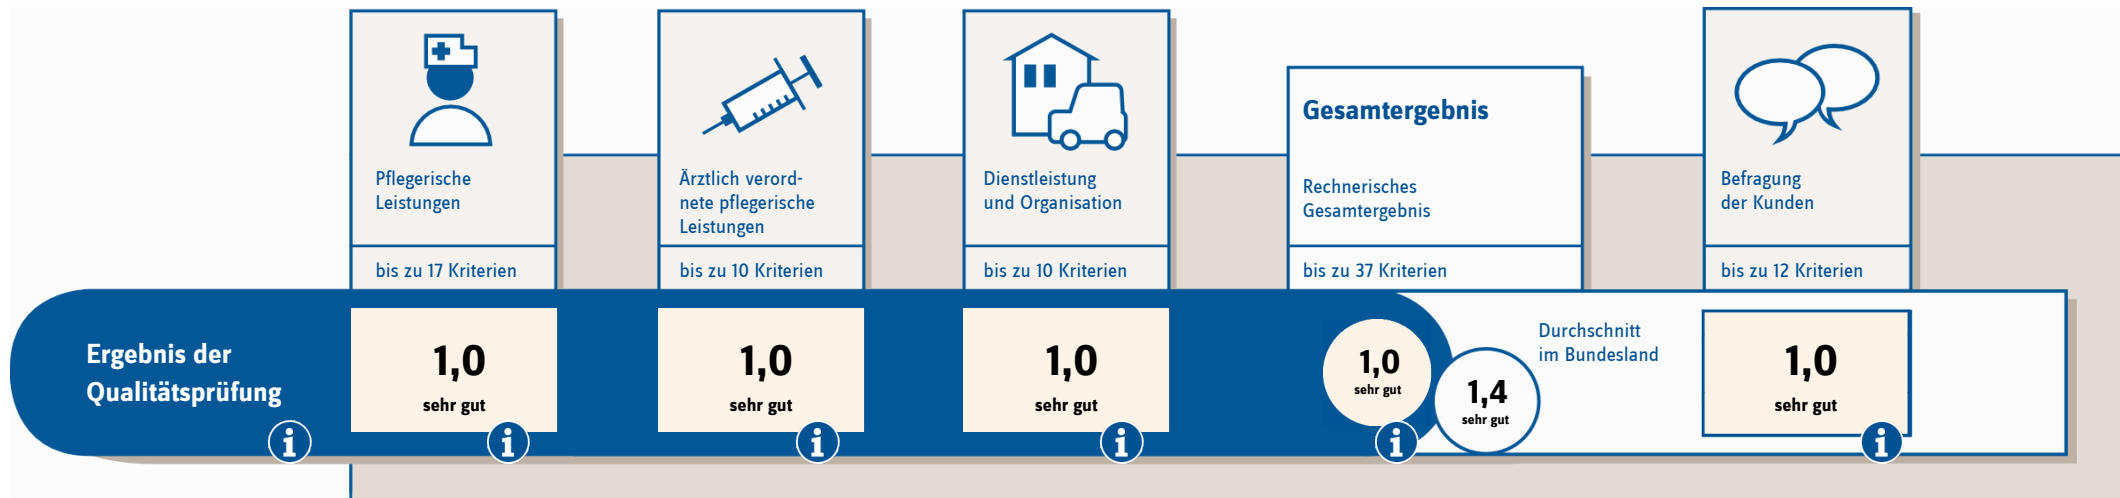 Pflegerische
Leistungen
bis zu 17 Kriterien
Ärztlich verord-
nete pflegerische
Leistungen
bis zu 10 Kriterien
Dienstleistung
und Organisation
bis zu 10 Kriterien
Gesamtergebnis
Rechnerisches
Gesamtergebnis
bis zu 37 Kriterien
Befragung
der Kunden
bis zu 12 Kriterien
Ergebnis der
Qualitätsprüfung
i
1,0
sehr gut
i
1,0
sehr gut
i
1,0
sehr gut
i
1,0
sehr gut
i
1,4
sehr gut
Durchschnitt
im Bundesland
1,0
sehr gut
i